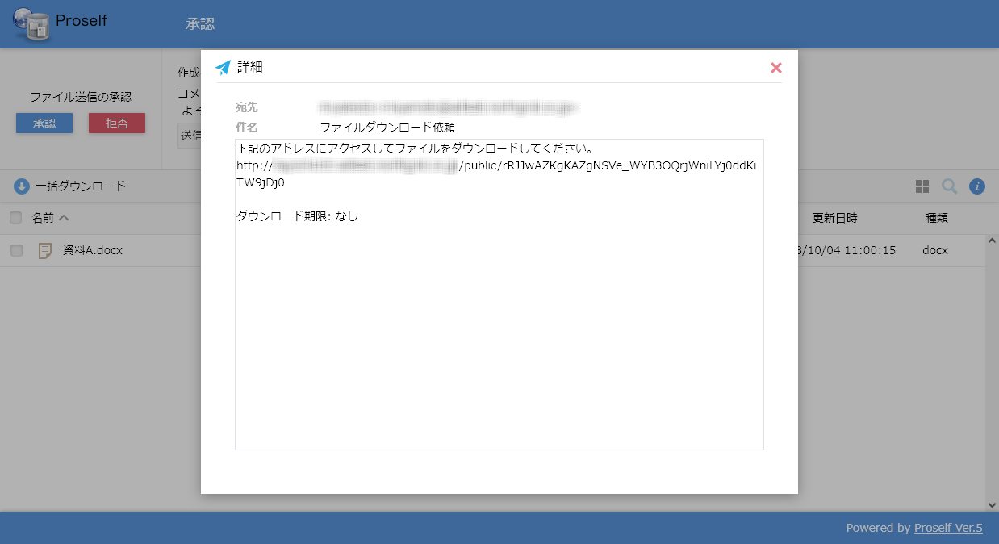 Proself
承認
ファイル送信の承認
承認
拒否
作成
コメ
よろ
送信
詳細
宛先
件名 ファイルダウンロード依頼
下記のアドレスにアクセスしてファイルをダウンロードしてください。
http:// /public/rRJJwAZKgKAZgNSVe_WYB3OQrjWniLYj0ddKi
TW9jDj0
ダウンロード期限: なし
一括ダウンロード
名前 更新日時 種類
資料A.docx /10/04 11:00:15 docx
Powered by Proself Ver.5